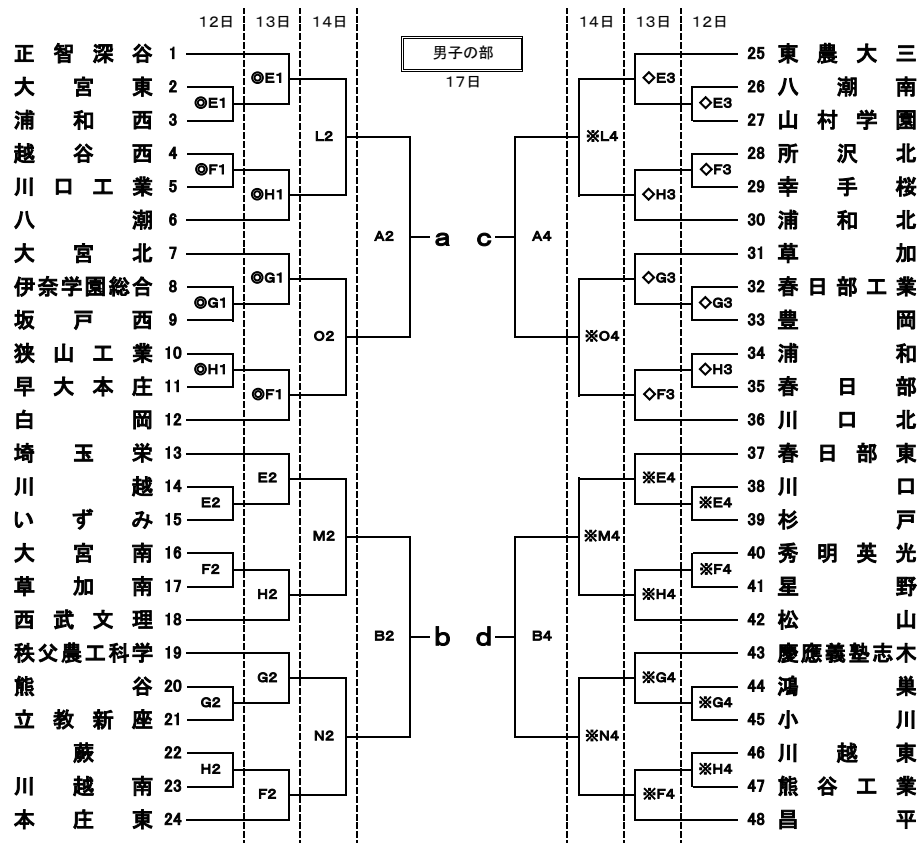 12日 13日 14日
14日 13日 12日
男子の部
17日
正智深谷 1
大宮東 2
浦和西 3
越谷西 4
川口工業 5
八潮 6
大宮北 7
伊奈学園総合 8
坂戸西 9
狭山工業 10
早大本庄 11
白岡 12
埼玉栄 13
川越 14
いずみ 15
大宮南 16
草加南 17
西武文理 18
秩父農工科学 19
熊谷 20
立教新座 21
蕨 22
川越南 23
本庄東 24
◎E1
◎F1
◎G1
◎H1
E2
F2
G2
H2
◎E1
◎H1
◎G1
◎F1
E2
H2
G2
F2
L2
O2
M2
N2
A2
B2
a
b
c
d
A4
B4
※L4
※O4
※M4
※N4
◇E3
◇H3
◇G3
◇F3
※E4
※H4
※G4
※F4
◇E3
◇F3
◇G3
◇H3
※E4
※F4
※G4
※H4
25 東農大三
26 八潮南
27 山村学園
28 所沢北
29 幸手桜
30 浦和北
31 草加
32 春日部工業
33 豊岡
34 浦和
35 春日部
36 川口北
37 春日部東
38 川口
39 杉戸
40 秀明英光
41 星野
42 松山
43 慶應義塾志木
44 鴻巣
45 小川
46 川越東
47 熊谷工業
48 昌平